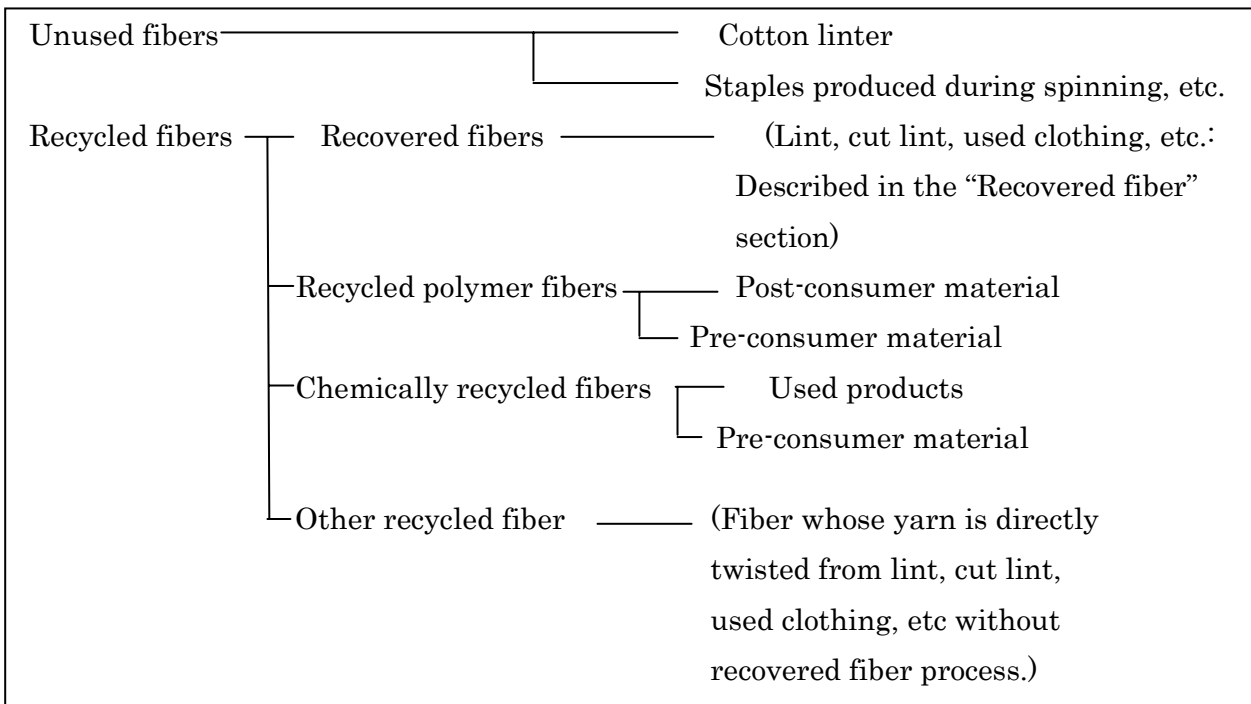 Unused fibers Cotton linter
Staples produced during spinning, etc.
Recycled fibers Recovered fibers (Lint, cut lint, used clothing, etc.:
Described in the “Recovered fiber”
section)
Recycled polymer fibers Post-consumer material
Pre-consumer material
Chemically recycled fibers Used products
Pre-consumer material
Other recycled fiber (Fiber whose yarn is directly
twisted from lint, cut lint,
used clothing, etc without
recovered fiber process.)